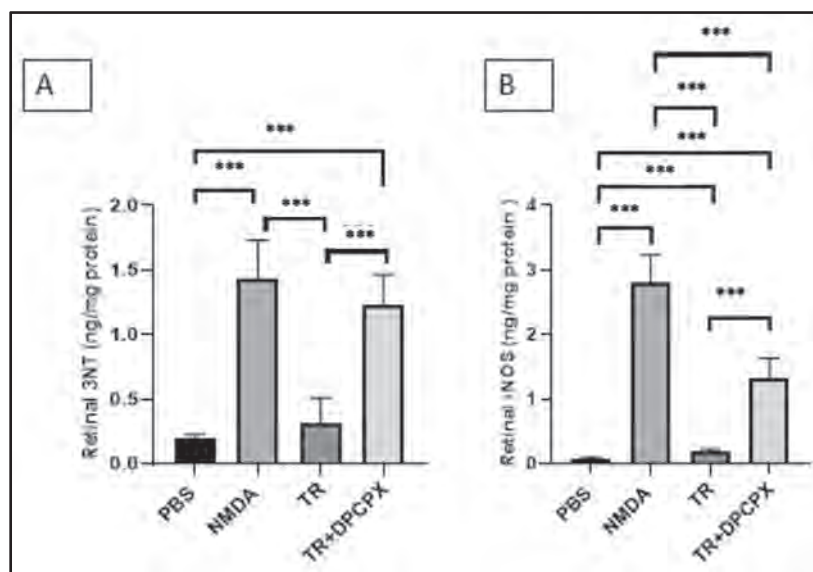 A
***
***
***
***
Retinal 3NT (ng/mg protein)
2.0
1.5
1.0
0.5
0.0
PBS
NMDA
TR
TR+DPCPX
B
***
***
***
***
***
***
Retinal iNOS (ng/mg protein)
4
3
2
1
0
PBS
NMDA
TR
TR+DPCPX